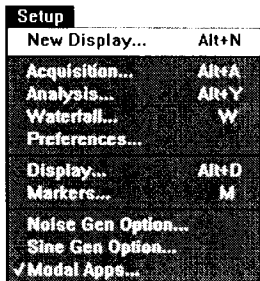 Setup
New Display... Alt+N
Acquisition... Alt+A
Analysis... Alt+Y
Waterfall... W
Preferences...
Display... Alt+D
Markers... M
Noise Gen Option...
Sine Gen Option...
✓Modal Apps...